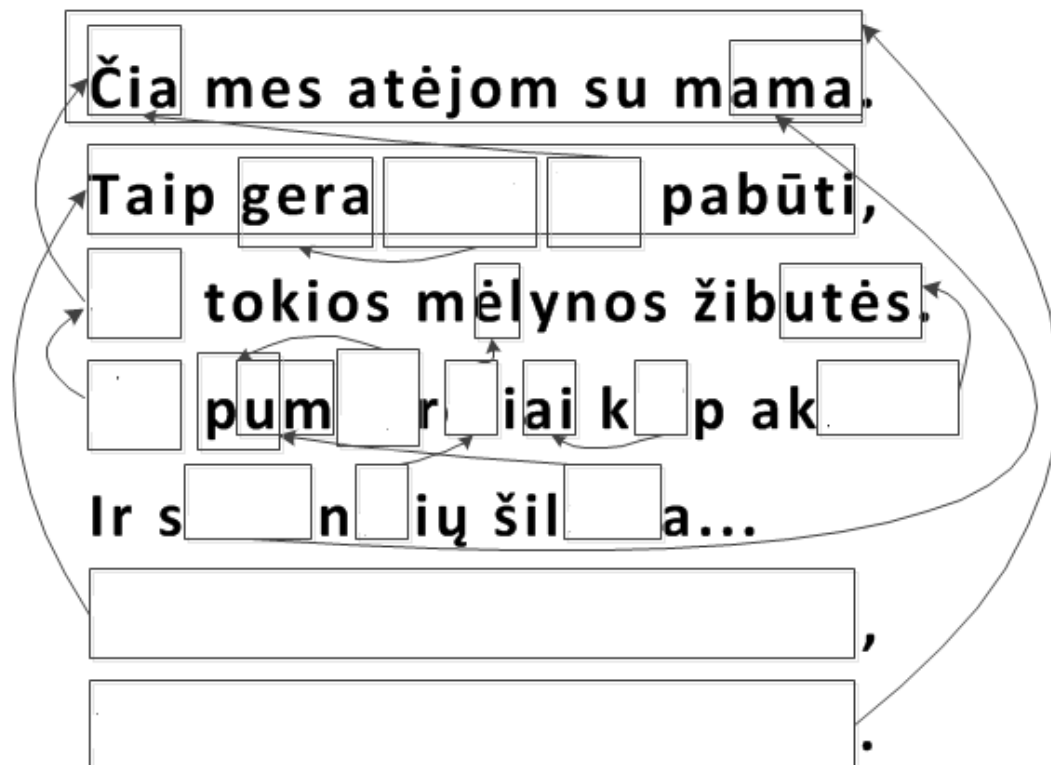 Čia mes atėjom su mama.
Taip gera pabūti,
tokios mėlynos žibutės.
pum r iai k p ak
Ir s n ių šil a...
,
.